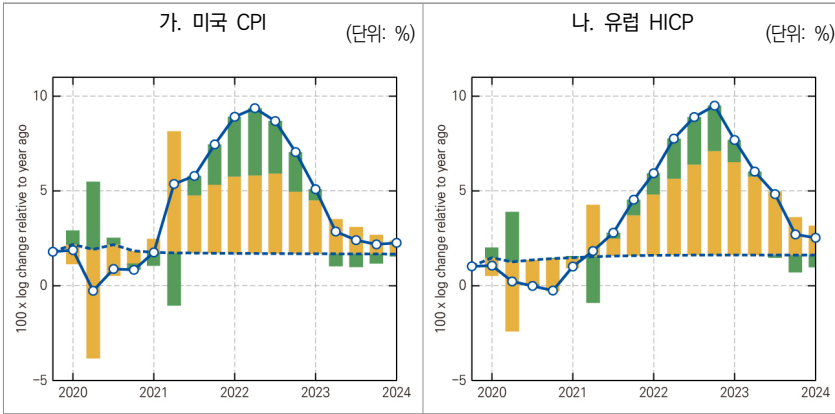 가. 미국 CPI
(단위: %)
100 x log change relative to year ago
10
5
0
−5
2020 2021 2022 2023 2024
나. 유럽 HICP
(단위: %)
100 x log change relative to year ago
10
5
0
−5
2020 2021 2022 2023 2024